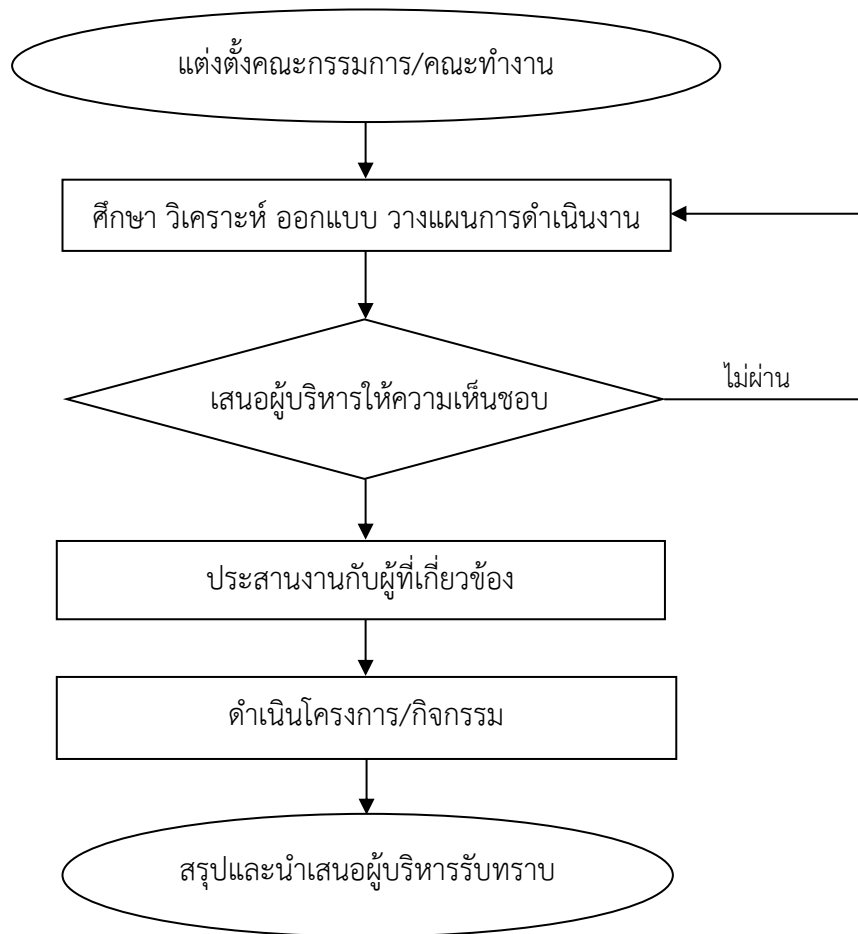 แต่งตั้งคณะกรรมการ/คณะทำงาน
ศึกษา วิเคราะห์ ออกแบบ วางแผนการดำเนินงาน
เสนอผู้บริหารให้ความเห็นชอบ
ไม่ผ่าน
ประสานงานกับผู้ที่เกี่ยวข้อง
ดำเนินโครงการ/กิจกรรม
สรุปและนำเสนอผู้บริหารรับทราบ